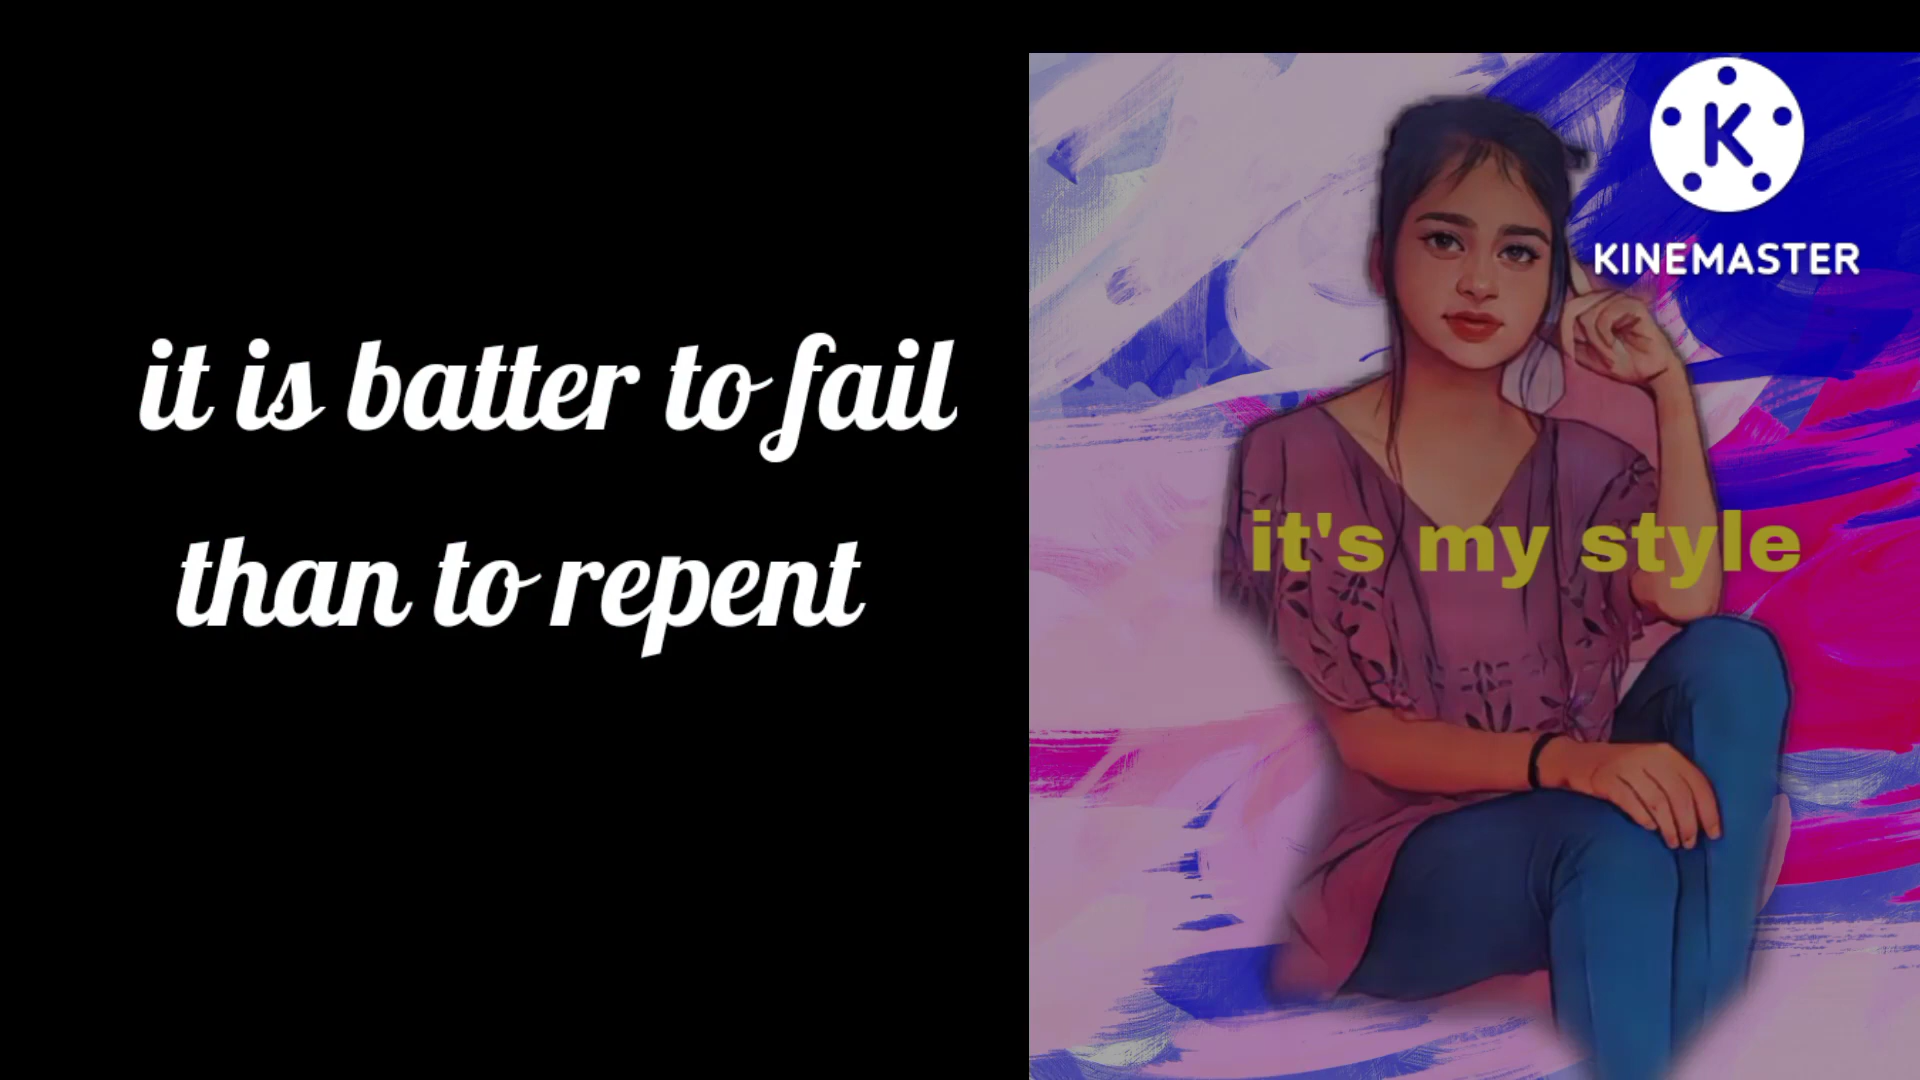 it is batter to fail
than to repent
K
KINEMASTER
it's my style